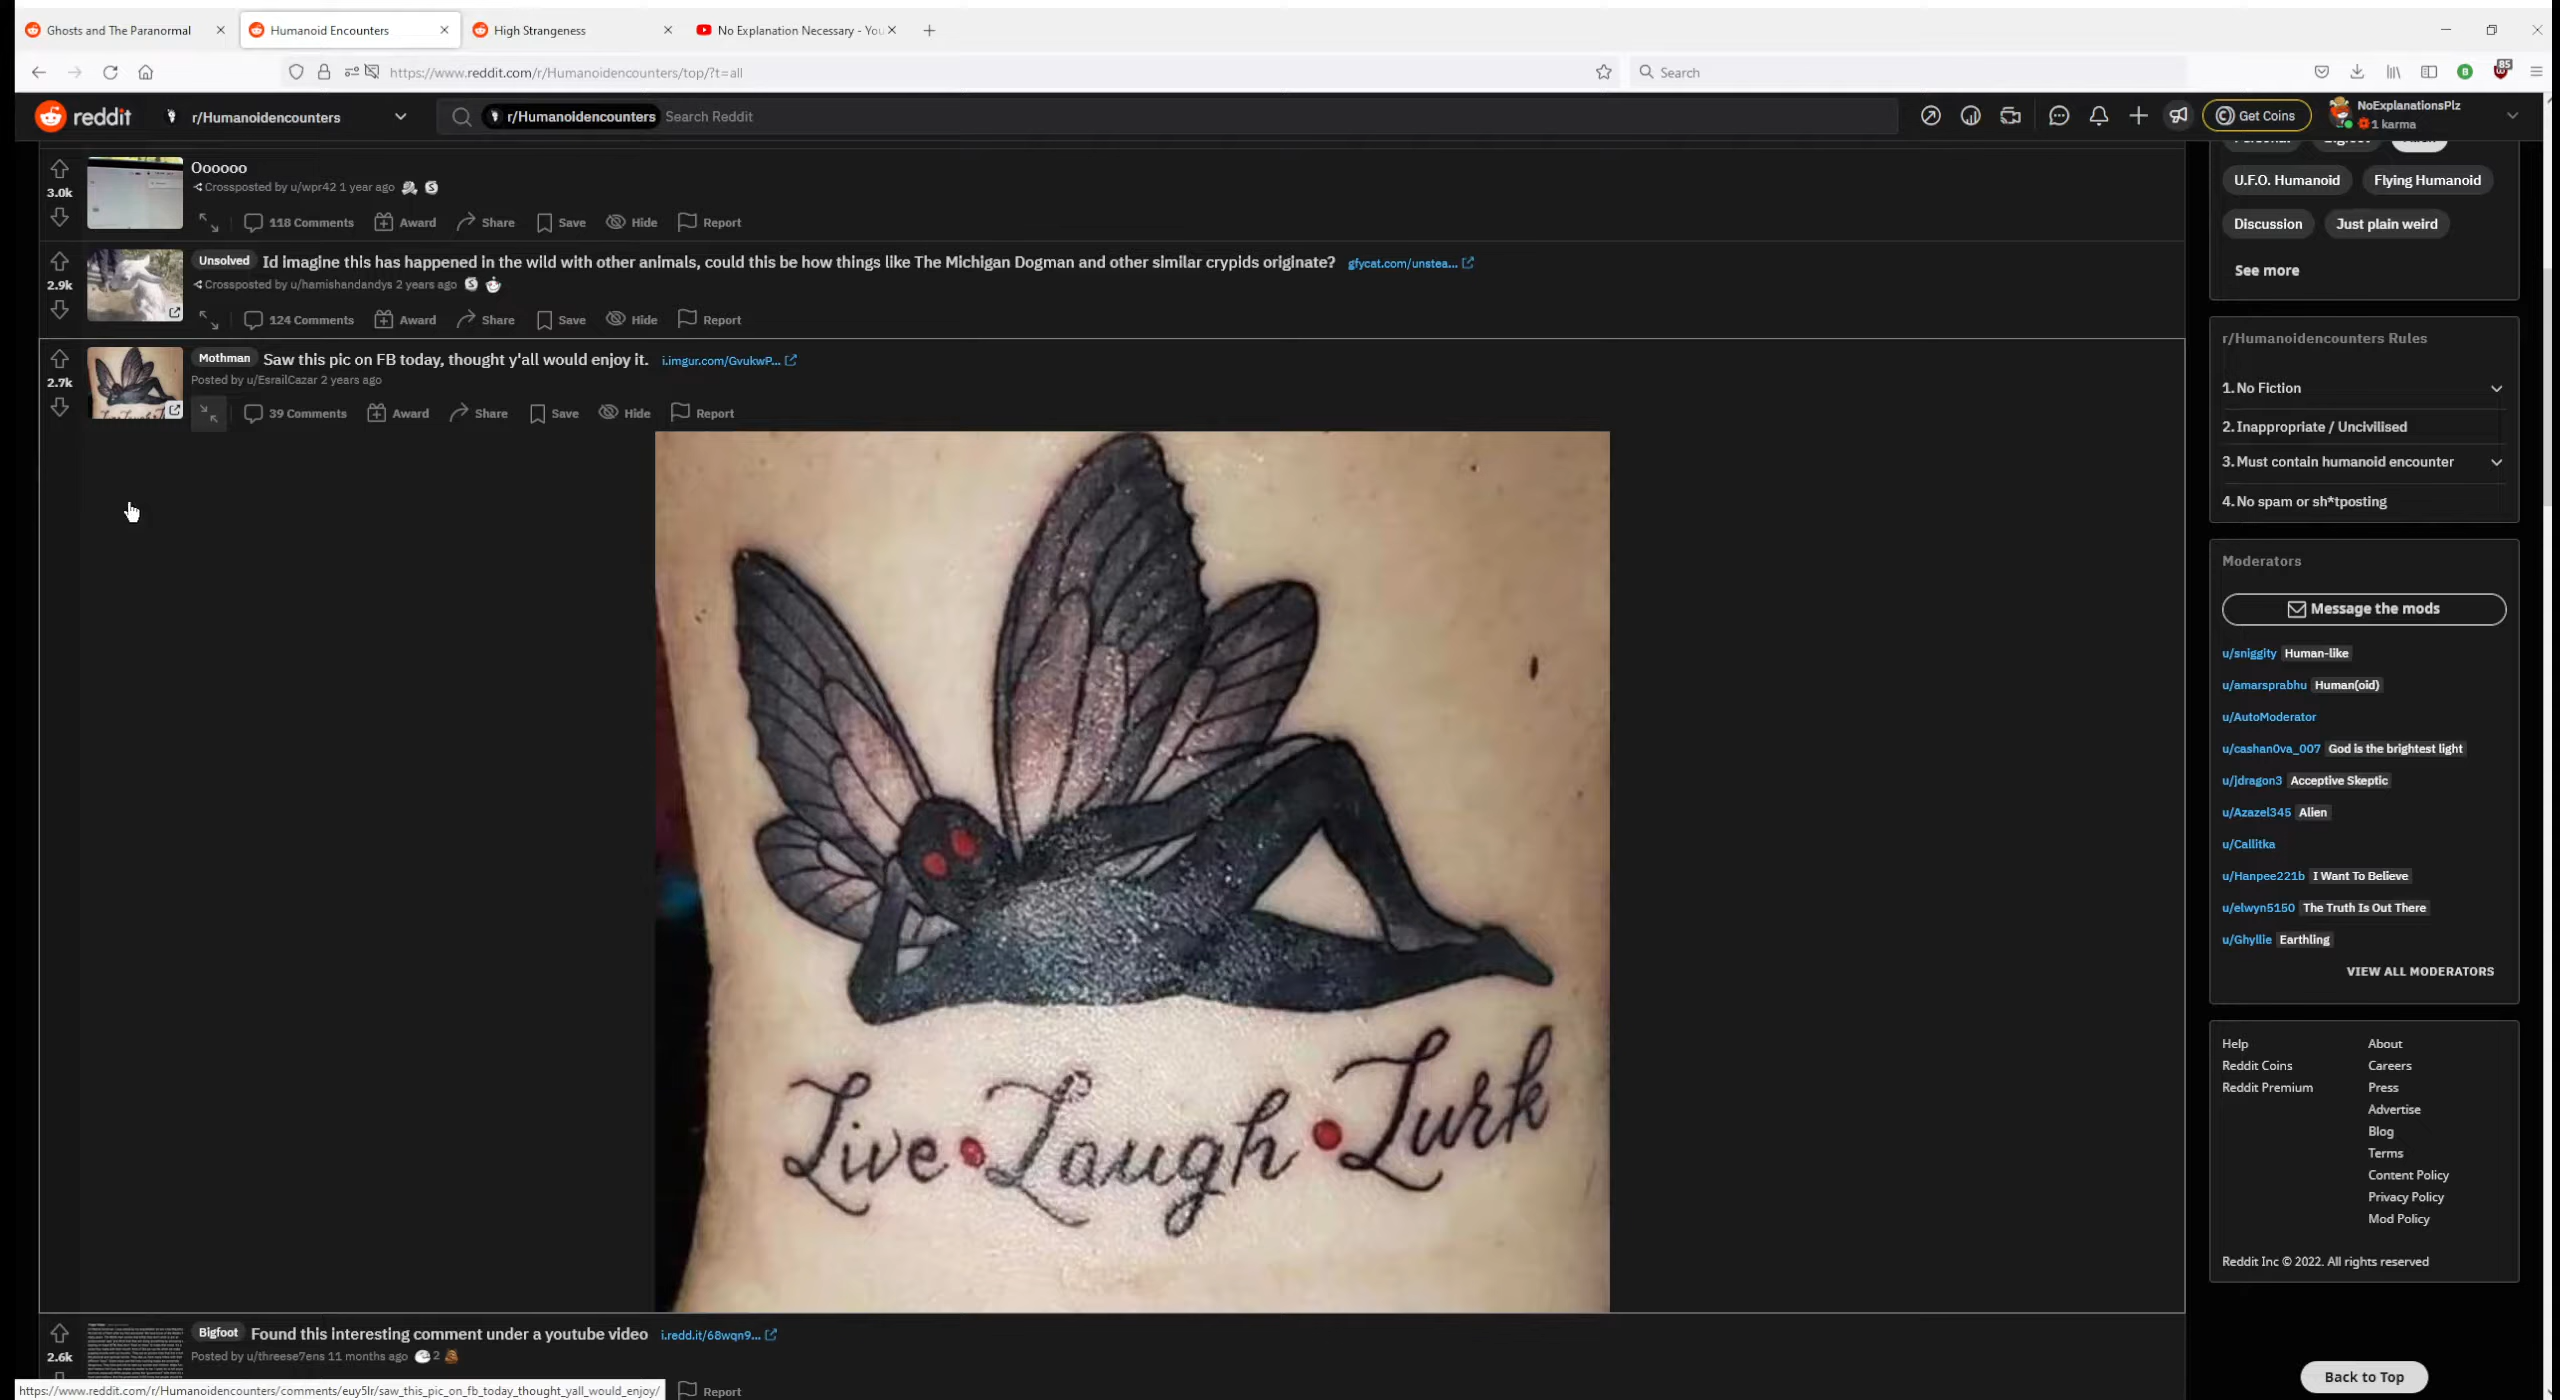 Ghosts and The Paranormal
Humanoid Encounters
High Strangeness
No Explanation Necessary - You
https://www.reddit.com/r/Humanoidencounters/top/?t=all
Search
85
reddit
r/Humanoidencounters
r/Humanoidencounters Search Reddit
Get Coins
NoExplanationsPlz
1 karma
Oooooo
3.0k
Crossposted by u/wpr42 1 year ago
118 Comments Award Share Save Hide Report
Unsolved Id imagine this has happened in the wild with other animals, could this be how things like The Michigan Dogman and other similar crypids originate? gfycat.com/unstea...
2.9k
Crossposted by u/hamishandandys 2 years ago
124 Comments Award Share Save Hide Report
Mothman Saw this pic on FB today, thought y'all would enjoy it. i.imgur.com/GvukwP...
2.7k
Posted by u/EsrailCazar 2 years ago
39 Comments Award Share Save Hide Report
Live • Laugh • Lurk
Bigfoot Found this interesting comment under a youtube video i.redd.it/68wqn9...
2.6k
Posted by u/threese7ens 11 months ago 2
Report
https://www.reddit.com/r/Humanoidencounters/comments/euy5lr/saw_this_pic_on_fb_today_thought_yall_would_enjoy/
U.F.O. Humanoid
Flying Humanoid
Discussion
Just plain weird
See more
r/Humanoidencounters Rules
1. No Fiction
2. Inappropriate / Uncivilised
3. Must contain humanoid encounter
4. No spam or sh*tposting
Moderators
Message the mods
u/sniggity Human-like
u/amarsprabhu Human(oid)
u/AutoModerator
u/cashan0va_007 God is the brightest light
u/jdragon3 Acceptive Skeptic
u/Azazel345 Alien
u/Callitka
u/Hanpee221b I Want To Believe
u/elwyn5150 The Truth Is Out There
u/Ghyllie Earthling
VIEW ALL MODERATORS
Help
Reddit Coins
Reddit Premium
About
Careers
Press
Advertise
Blog
Terms
Content Policy
Privacy Policy
Mod Policy
Reddit Inc © 2022. All rights reserved
Back to Top